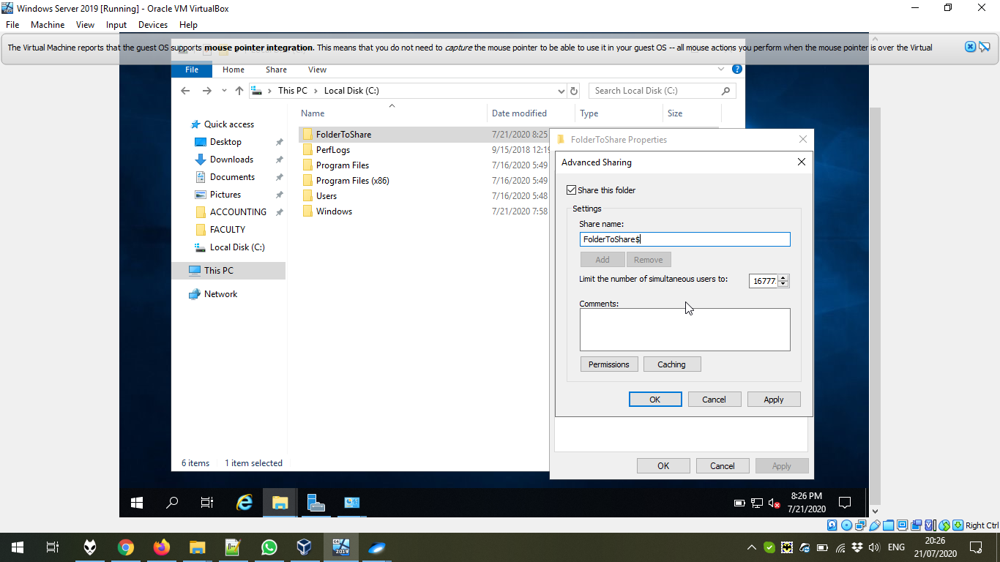 Windows Server 2019 [Running] - Oracle VM VirtualBox
File Machine View Input Devices Help
The Virtual Machine reports that the guest OS supports mouse pointer integration. This means that you do not need to capture the mouse pointer to be able to use it in your guest OS -- all mouse actions you perform when the mouse pointer is over the Virtual
File Home Share View
This PC Local Disk (C:)
Search Local Disk (C:)
Name Date modified Type Size
Quick access
Desktop
Downloads
Documents
Pictures
ACCOUNTING
FACULTY
Local Disk (C:)
This PC
Network
FolderToShare 7/21/2020 8:25
PerfLogs 9/15/2018 12:19
Program Files 7/16/2020 5:49
Program Files (x86) 7/16/2020 5:49
Users 7/16/2020 5:48
Windows 7/21/2020 7:58
6 items 1 item selected
FolderToShare Properties
Advanced Sharing
Share this folder
Settings
Share name:
FolderToShare$
Add Remove
Limit the number of simultaneous users to: 16777
Comments:
Permissions Caching
OK Cancel Apply
OK Cancel Apply
8:26 PM
7/21/2020
Right Ctrl
2019
ENG
20:26
21/07/2020